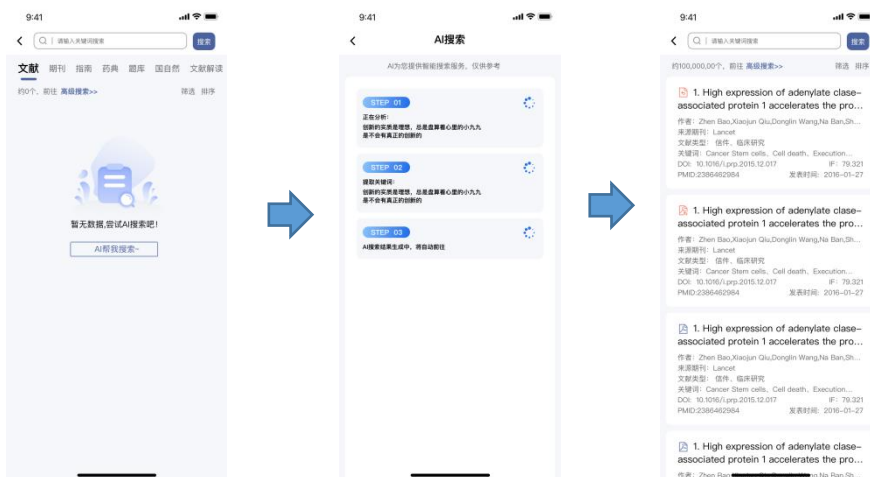 9:41
请输入关键词搜索
搜索
文献 期刊 指南 药典 题库 国自然 文献解读
约0个，前往 高级搜索>>
筛选 排序
暂无数据,尝试AI搜索吧!
AI帮我搜索~
9:41
AI搜索
AI为您提供智能搜索服务，仅供参考
STEP 01
正在分析:
创新的实质是理想，总是盘算着心里的小九九
是不会有真正的创新的
STEP 02
提取关键词:
创新的实质是理想，总是盘算着心里的小九九
是不会有真正的创新的
STEP 03
AI搜索结果生成中，将自动前往
9:41
请输入关键词搜索
搜索
约100,000,00个，前往 高级搜索>>
筛选 排序
1. High expression of adenylate clase-
associated protein 1 accelerates the pro...
作者: Zhen Bao,Xiaojun Qiu,Donglin Wang,Na Ban,Sh...
来源期刊: Lancet
文献类型: 信件、临床研究
关键词: Cancer Stem cells、Cell death、Execution...
DOI: 10.1016/j.prp.2015.12.017
IF: 79.321
PMID:2386462984
发表时间: 2016-01-27
1. High expression of adenylate clase-
associated protein 1 accelerates the pro...
作者: Zhen Bao,Xiaojun Qiu,Donglin Wang,Na Ban,Sh...
来源期刊: Lancet
文献类型: 信件、临床研究
关键词: Cancer Stem cells、Cell death、Execution...
DOI: 10.1016/j.prp.2015.12.017
IF: 79.321
PMID:2386462984
发表时间: 2016-01-27
1. High expression of adenylate clase-
associated protein 1 accelerates the pro...
作者: Zhen Bao,Xiaojun Qiu,Donglin Wang,Na Ban,Sh...
来源期刊: Lancet
文献类型: 信件、临床研究
关键词: Cancer Stem cells、Cell death、Execution...
DOI: 10.1016/j.prp.2015.12.017
IF: 79.321
PMID:2386462984
发表时间: 2016-01-27
1. High expression of adenylate clase-
associated protein 1 accelerates the pro...
作者: Zhen Na Ban,Sh...